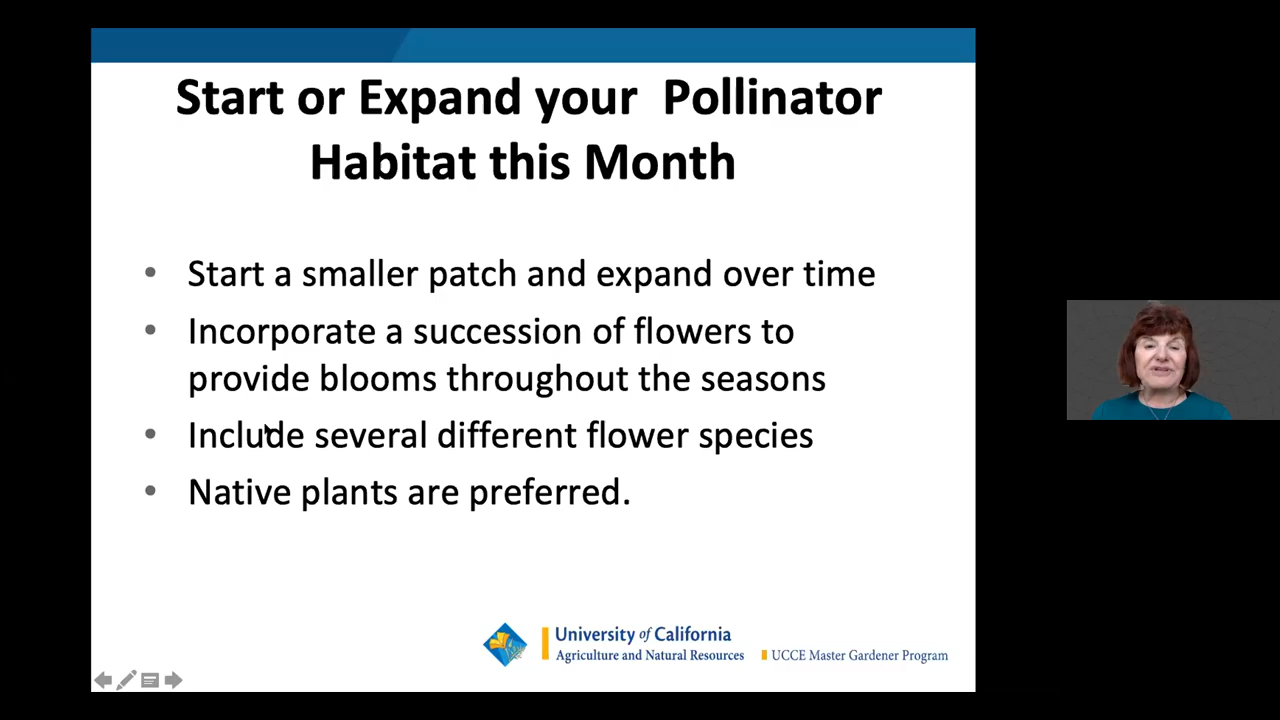 Start or Expand your Pollinator
Habitat this Month
• Start a smaller patch and expand over time
• Incorporate a succession of flowers to
provide blooms throughout the seasons
• Include several different flower species
• Native plants are preferred.
University of California
Agriculture and Natural Resources
UCCE Master Gardener Program